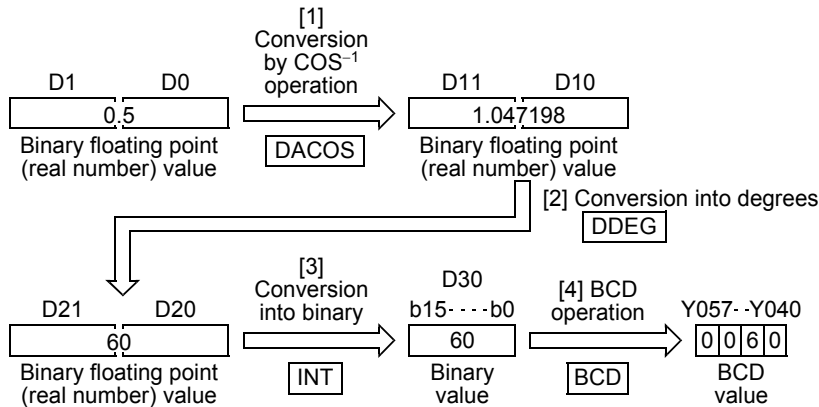 [1]
Conversion
by COS⁻¹
operation
D1 D0
0.5
Binary floating point
(real number) value
DACOS
D11 D10
1.047198
Binary floating point
(real number) value
[2] Conversion into degrees
DDEG
D21 D20
60
Binary floating point
(real number) value
[3]
Conversion
into binary
INT
D30
b15----b0
60
Binary
value
[4] BCD
operation
BCD
Y057--Y040
0 0 6 0
BCD
value